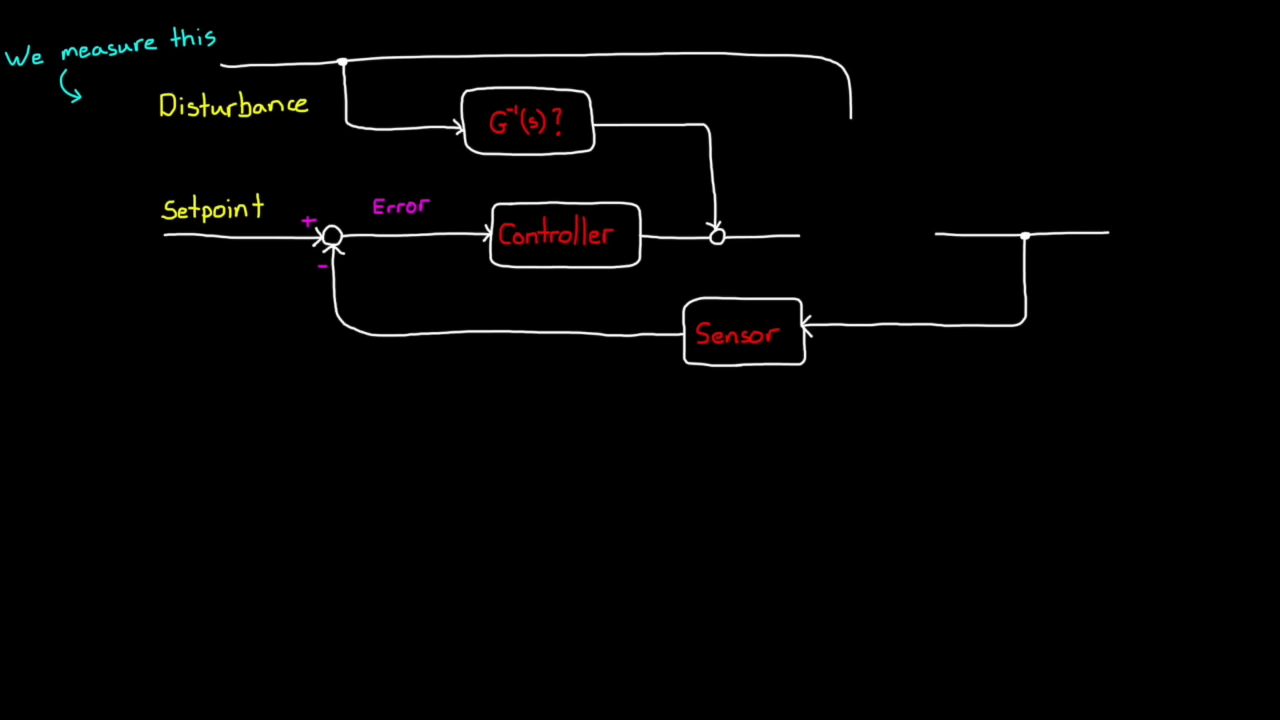 We measure this
Disturbance
G⁻¹(s)?
Setpoint
+
Error
Controller
-
Sensor